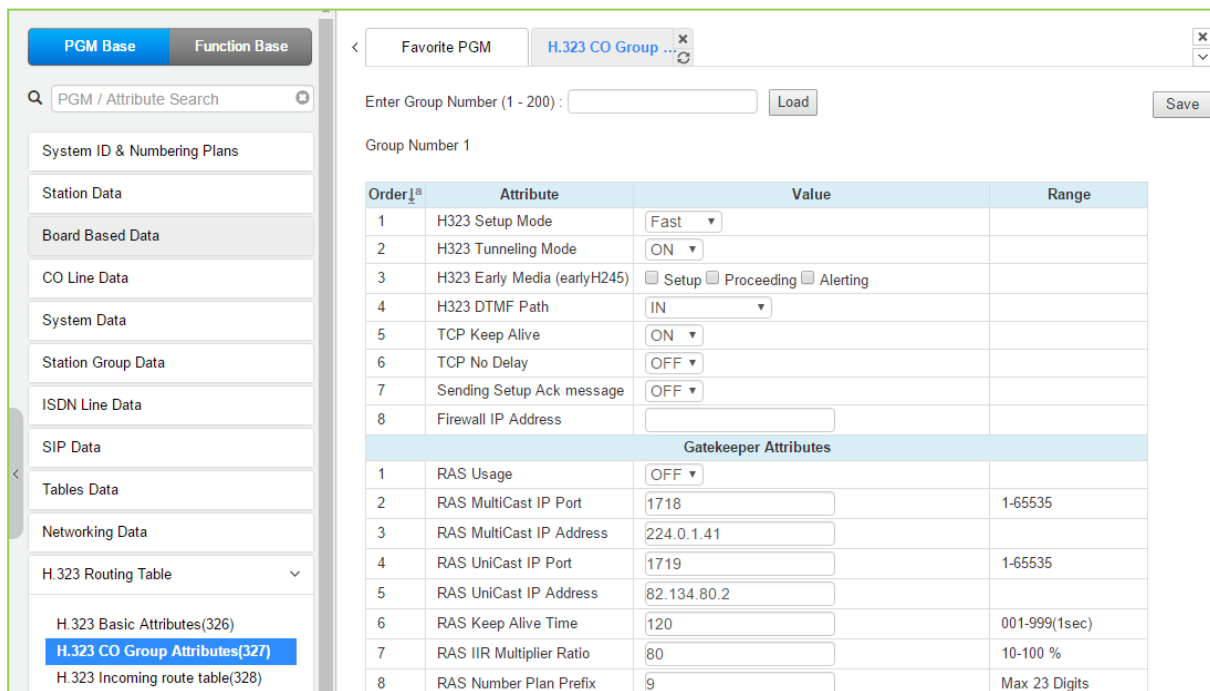 PGM Base Function Base
PGM / Attribute Search
System ID & Numbering Plans
Station Data
Board Based Data
CO Line Data
System Data
Station Group Data
ISDN Line Data
SIP Data
Tables Data
Networking Data
H.323 Routing Table
H.323 Basic Attributes(326)
H.323 CO Group Attributes(327)
H.323 Incoming route table(328)
Favorite PGM H.323 CO Group ...
Enter Group Number (1 - 200) : Load Save
Group Number 1
Order Attribute Value Range
1 H323 Setup Mode Fast
2 H323 Tunneling Mode ON
3 H323 Early Media (earlyH245) Setup Proceeding Alerting
4 H323 DTMF Path IN
5 TCP Keep Alive ON
6 TCP No Delay OFF
7 Sending Setup Ack message OFF
8 Firewall IP Address
Gatekeeper Attributes
1 RAS Usage OFF
2 RAS MultiCast IP Port 1718 1-65535
3 RAS MultiCast IP Address 224.0.1.41
4 RAS UniCast IP Port 1719 1-65535
5 RAS UniCast IP Address 82.134.80.2
6 RAS Keep Alive Time 120 001-999(1sec)
7 RAS IIR Multiplier Ratio 80 10-100 %
8 RAS Number Plan Prefix 9 Max 23 Digits